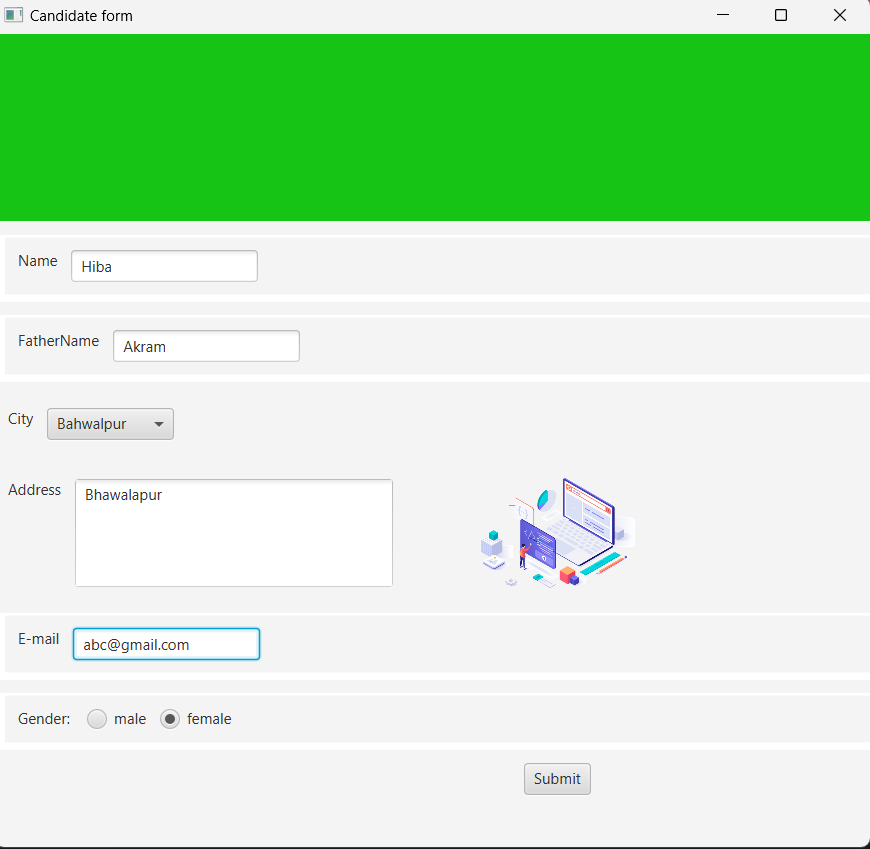 Candidate form
Name Hiba
FatherName Akram
City Bahwalpur
Address Bhawalapur
E-mail abc@gmail.com
Gender: male female
Submit